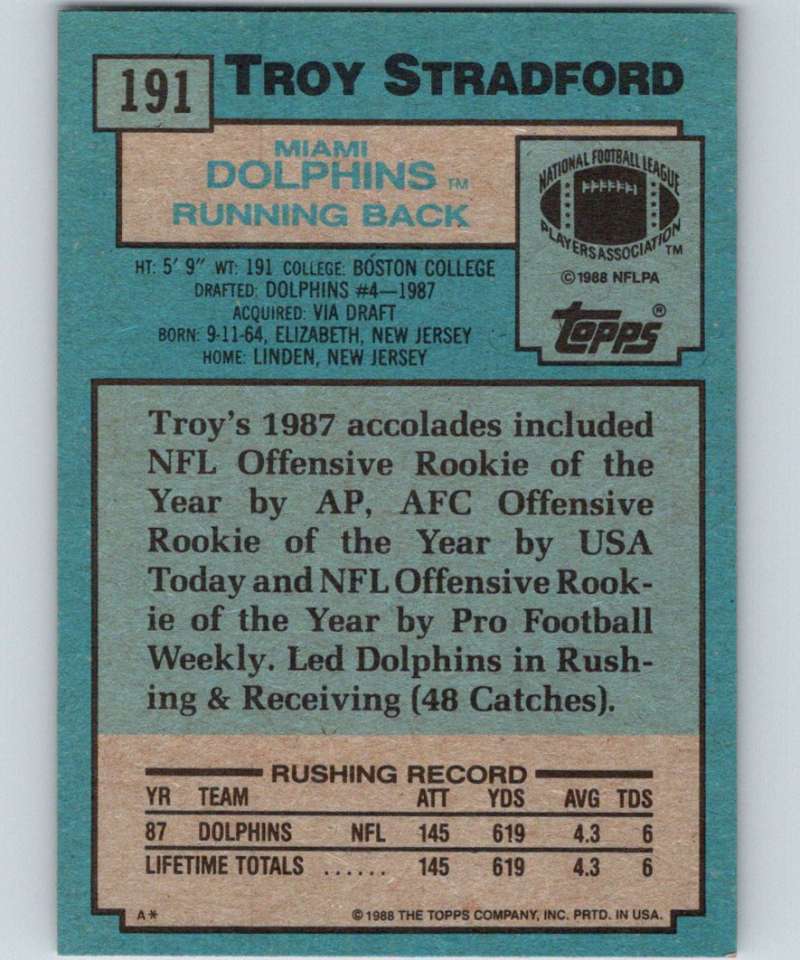 191
TROY STRADFORD
MIAMI
DOLPHINS TM
RUNNING BACK
NATIONAL FOOTBALL LEAGUE
PLAYERS ASSOCIATION TM
© 1988 NFLPA
topps®
HT: 5' 9" WT: 191 COLLEGE: BOSTON COLLEGE
DRAFTED: DOLPHINS #4—1987
ACQUIRED: VIA DRAFT
BORN: 9-11-64, ELIZABETH, NEW JERSEY
HOME: LINDEN, NEW JERSEY
Troy's 1987 accolades included
NFL Offensive Rookie of the
Year by AP, AFC Offensive
Rookie of the Year by USA
Today and NFL Offensive Rook-
ie of the Year by Pro Football
Weekly. Led Dolphins in Rush-
ing & Receiving (48 Catches).
RUSHING RECORD
YR TEAM ATT YDS AVG TDS
87 DOLPHINS NFL 145 619 4.3 6
LIFETIME TOTALS ...... 145 619 4.3 6
A* © 1988 THE TOPPS COMPANY, INC. PRTD. IN USA.